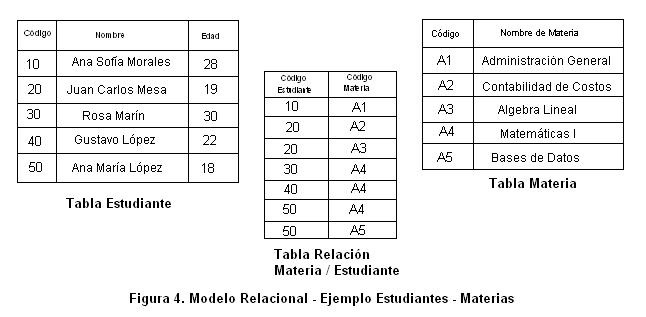 Código Nombre Edad
10 Ana Sofía Morales 28
20 Juan Carlos Mesa 19
30 Rosa Marín 30
40 Gustavo López 22
50 Ana María López 18
Tabla Estudiante
Código Estudiante Código Materia
10 A1
20 A2
20 A3
30 A4
40 A4
50 A4
50 A5
Tabla Relación
Materia / Estudiante
Código Nombre de Materia
A1 Administración General
A2 Contabilidad de Costos
A3 Algebra Lineal
A4 Matemáticas I
A5 Bases de Datos
Tabla Materia
Figura 4. Modelo Relacional - Ejemplo Estudiantes - Materias